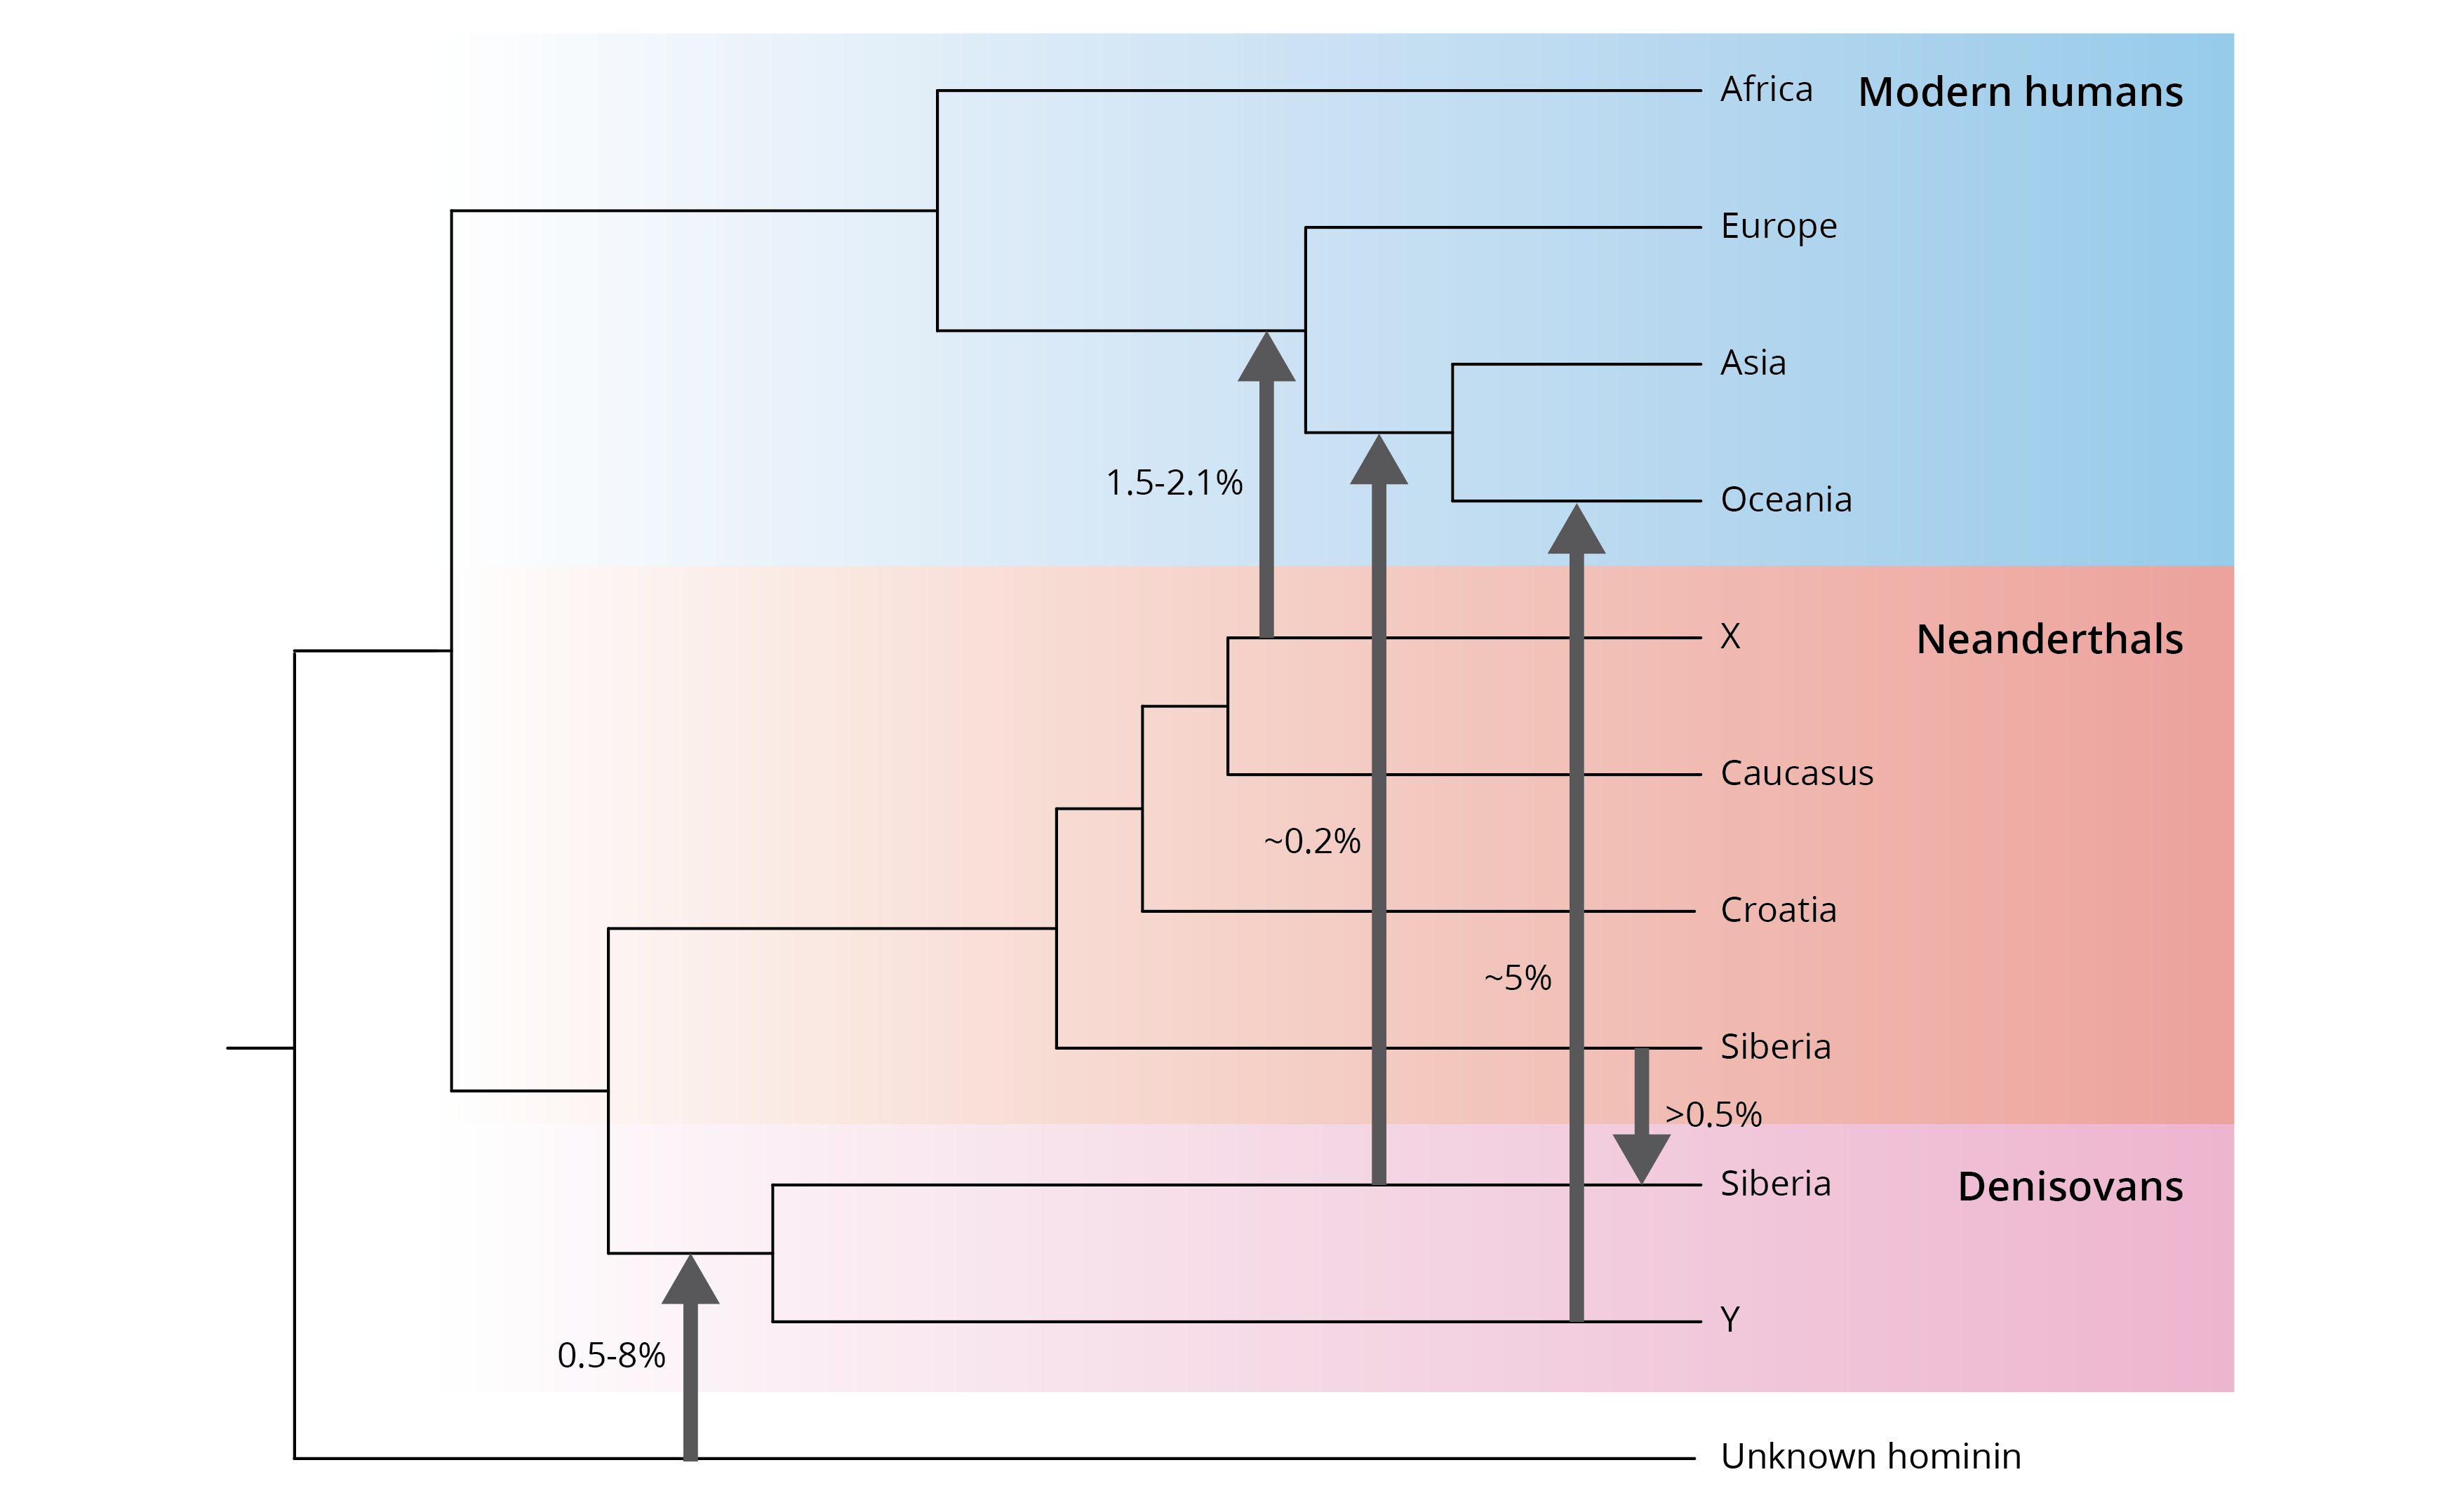 Africa
Modern humans
Europe
Asia
1.5-2.1%
Oceania
X
Neanderthals
Caucasus
~0.2%
Croatia
~5%
Siberia
>0.5%
Siberia
Denisovans
Y
0.5-8%
Unknown hominin